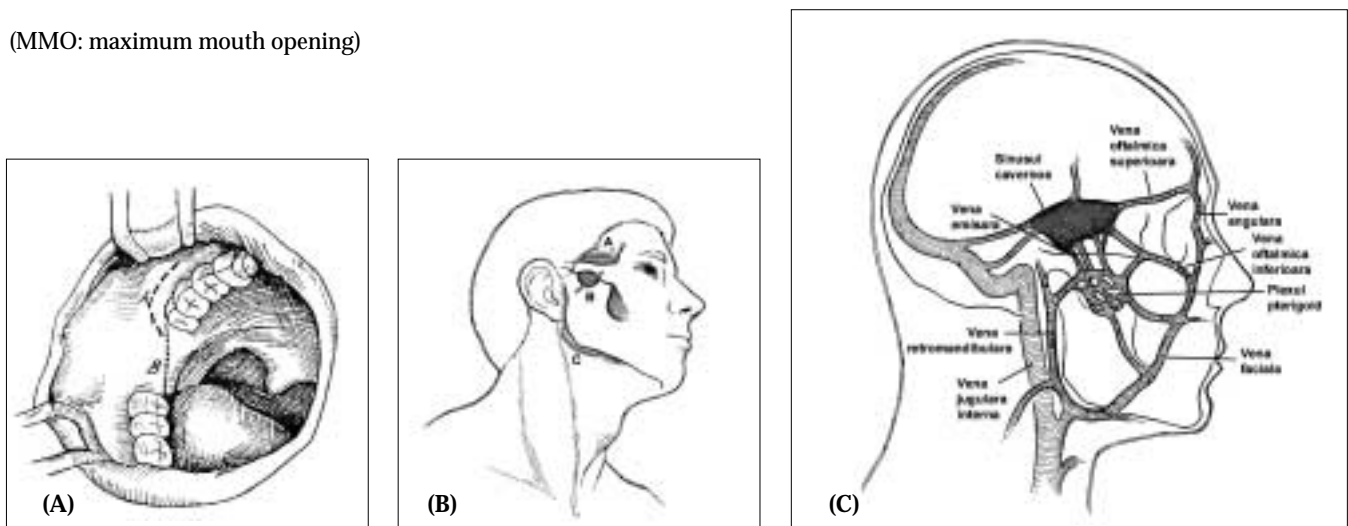 (MMO: maximum mouth opening)
B
(A)
A
B
C
(B)
Vena
oftalmica
superioara
Sinusul
cavernos
Vena
emisara
Vena
angulara
Vena
oftalmica
inferioara
Plexul
pterigoid
Vena
retromandibulara
Vena
faciala
Vena
jugulara
interna
(C)